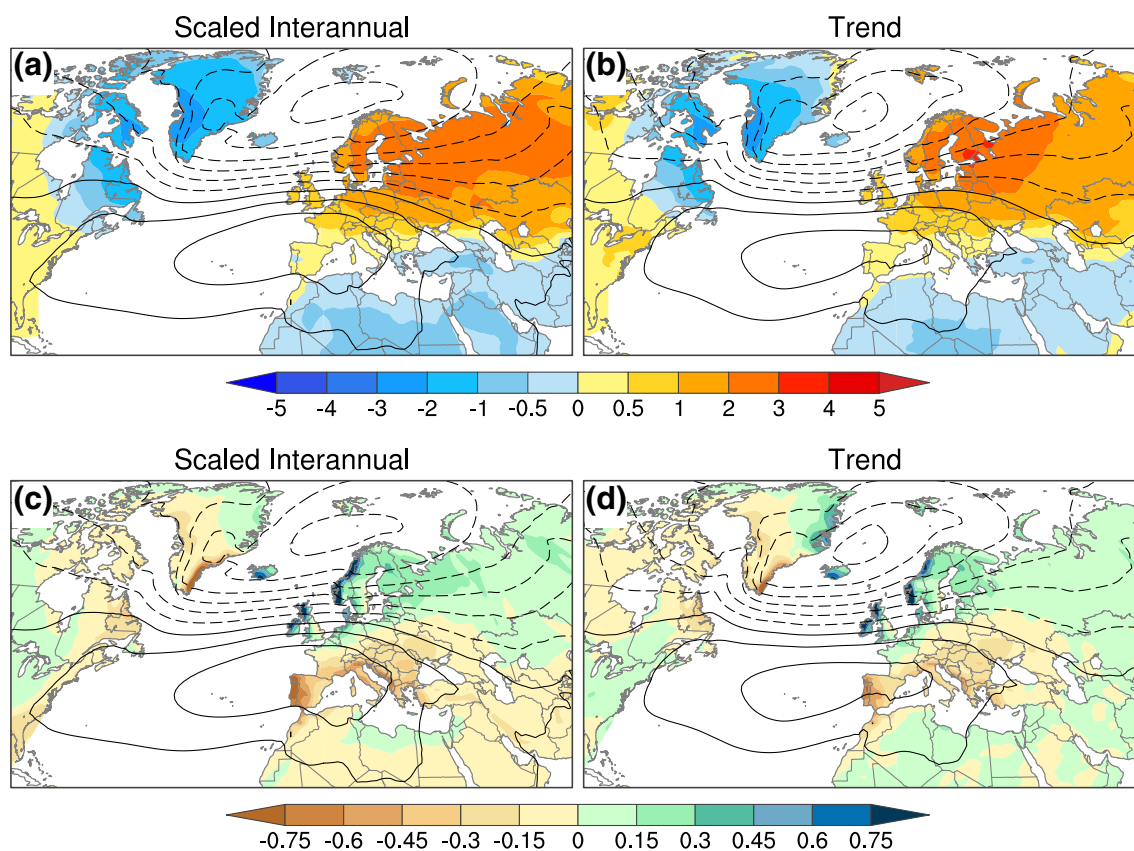 Scaled Interannual Trend
(a) (b)
-5 -4 -3 -2 -1 -0.5 0 0.5 1 2 3 4 5
Scaled Interannual Trend
(c) (d)
-0.75 -0.6 -0.45 -0.3 -0.15 0 0.15 0.3 0.45 0.6 0.75